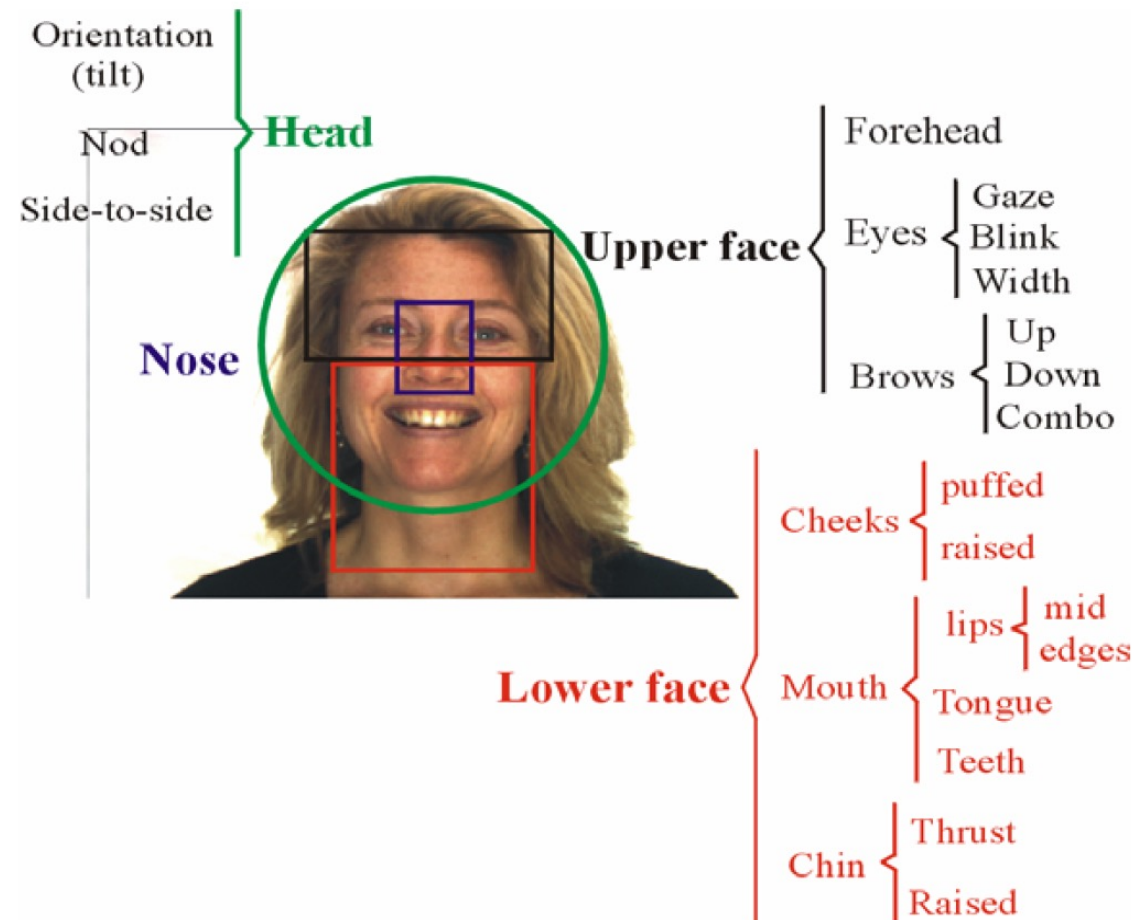 Orientation
(tilt)
Nod
Side-to-side
Head
Nose
Upper face
Forehead
Eyes
Gaze
Blink
Width
Brows
Up
Down
Combo
Lower face
Cheeks
puffed
raised
Mouth
lips
mid
edges
Tongue
Teeth
Chin
Thrust
Raised